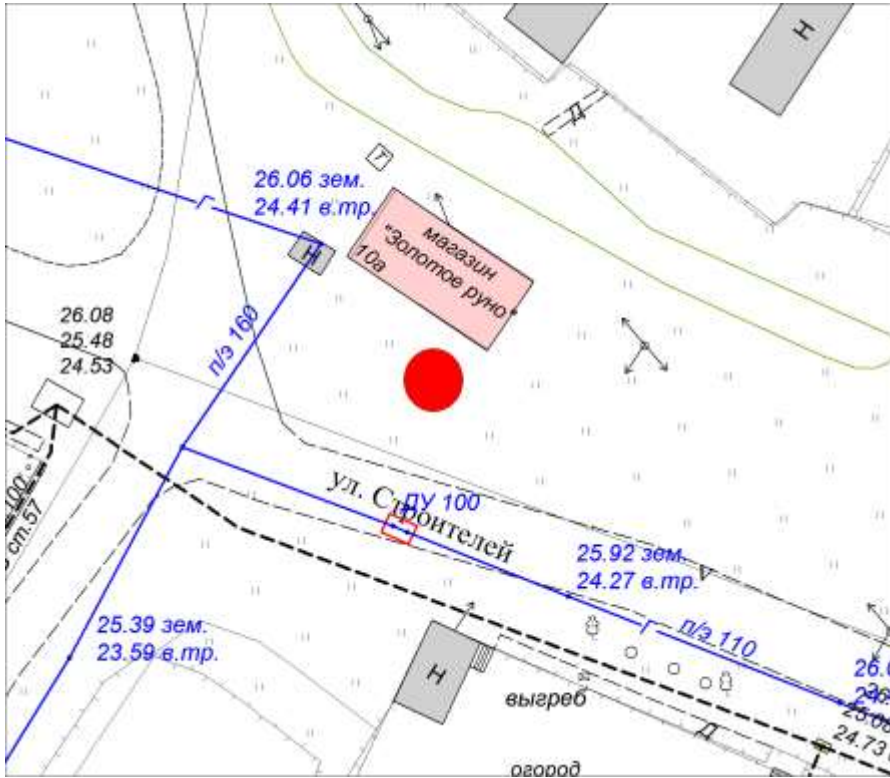 Н
Д
Т
26.06 зем.
24.41 в.тр.
магазин
"Золотое руно"
10а
Н
26.08
25.48
24.53
п/э 160
ул. Строителей
ПУ 100
ст.57
25.92 зем.
24.27 в.тр.
25.39 зем.
23.59 в.тр.
п/э 110
Н
выгреб
Д
24.73
огород